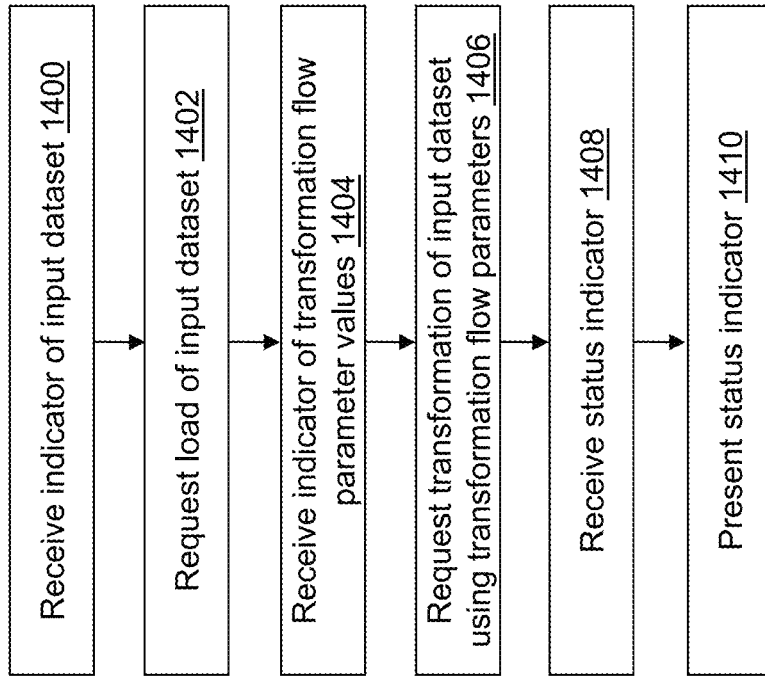 Receive indicator of input dataset 1400
Request load of input dataset 1402
Receive indicator of transformation flow
parameter values 1404
Request transformation of input dataset
using transformation flow parameters 1406
Receive status indicator 1408
Present status indicator 1410